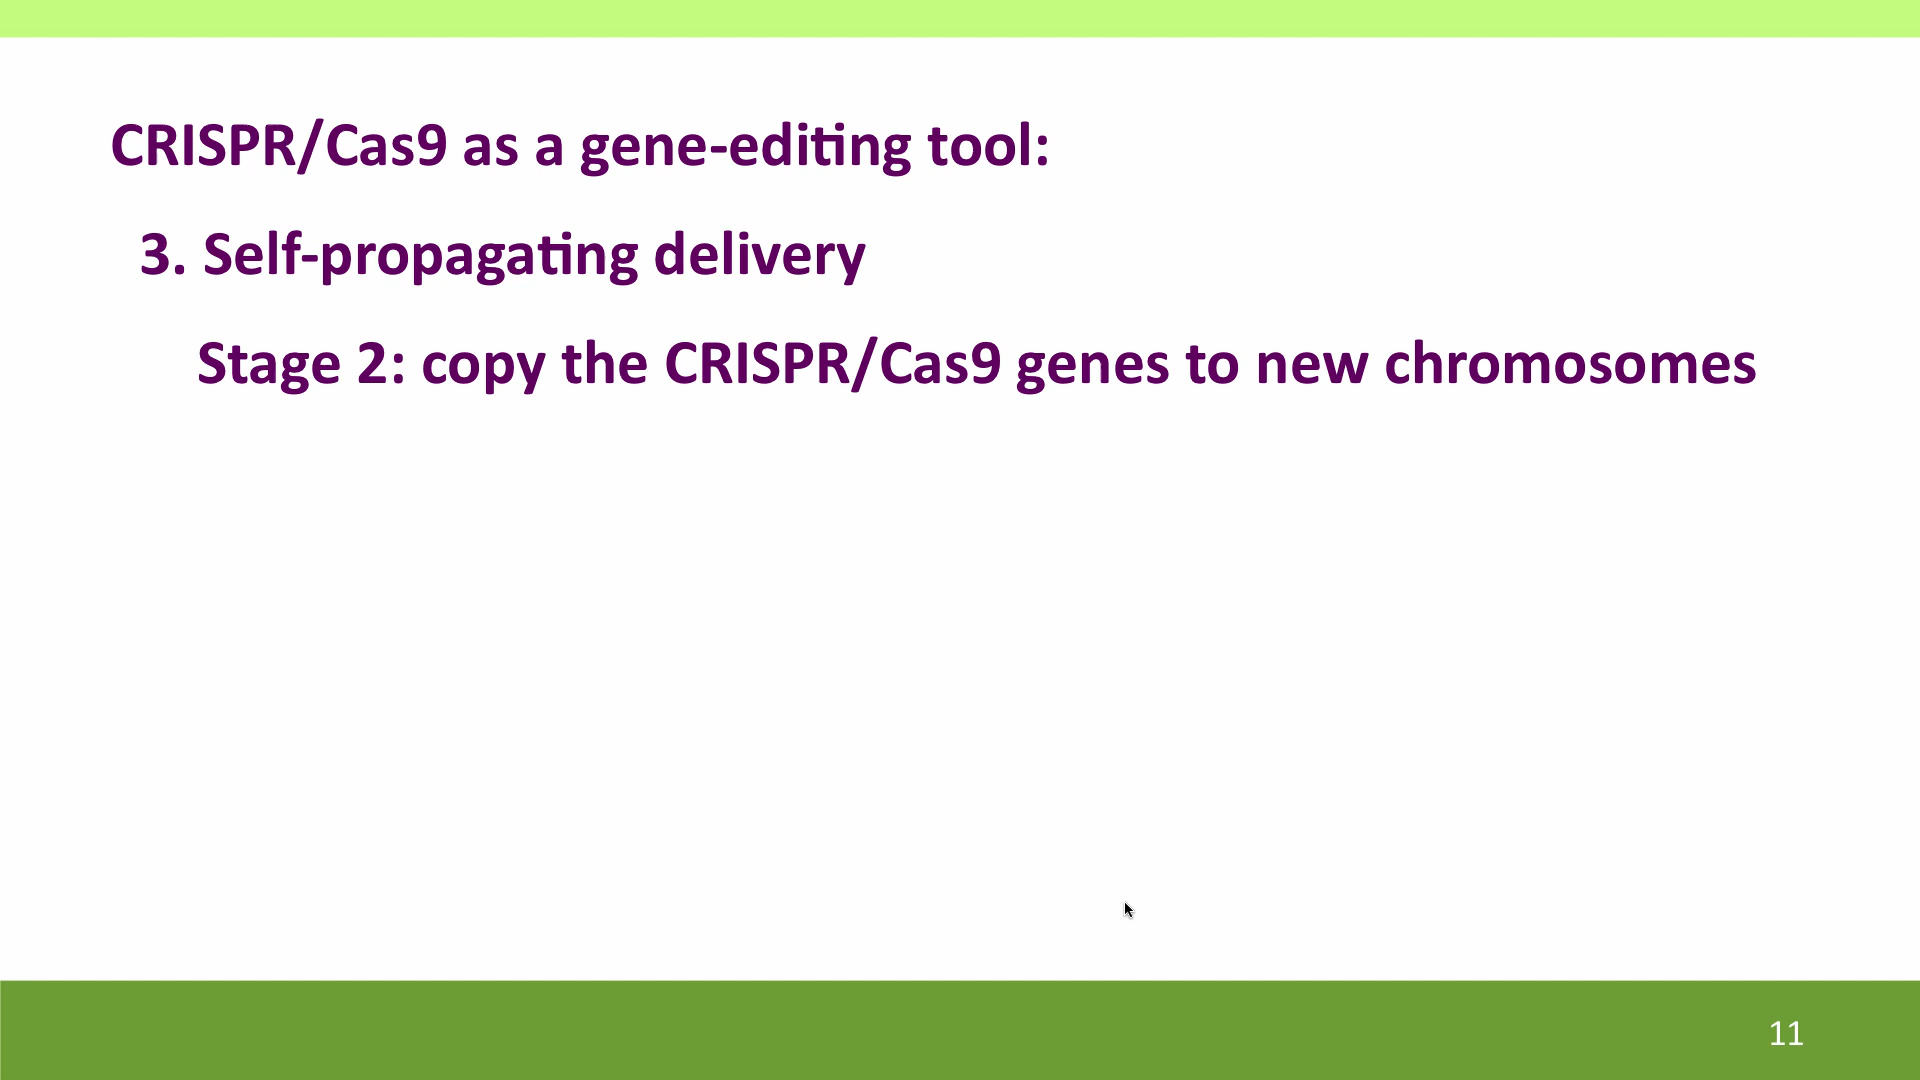 CRISPR/Cas9 as a gene-editing tool:
3. Self-propagating delivery
Stage 2: copy the CRISPR/Cas9 genes to new chromosomes
11